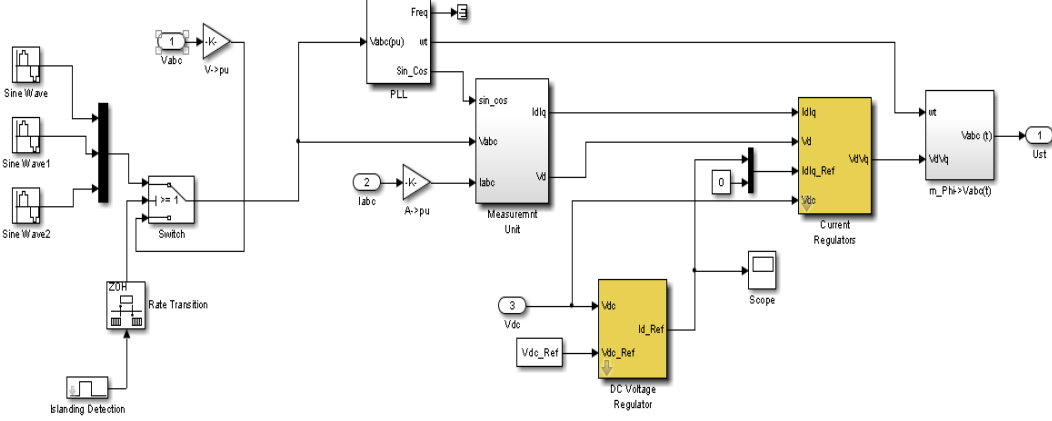 Sine Wave
Sine Wave1
Sine Wave2
1
Vabc
-K-
V->pu
>= 1
Switch
ZOH
Rate Transition
Islanding Detection
Vabc(pu)
Freq
wt
Sin_Cos
PLL
2
Iabc
-K-
A->pu
sin_cos
Vabc
Iabc
IdIq
Vd
Measuremnt
Unit
0
3
Vdc
Vdc_Ref
Vdc
Vdc_Ref
Id_Ref
DC Voltage
Regulator
Scope
IdIq
Vd
IdIq_Ref
Vdc
VdVq
Current
Regulators
wt
VdVq
Vabc (t)
m_Phi->Vabc(t)
1
Ust